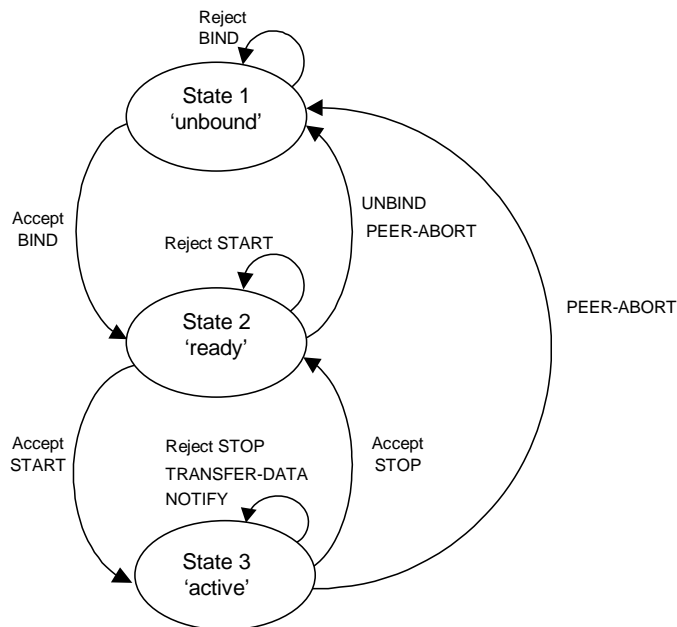 Reject
BIND
State 1
‘unbound’
Accept
BIND
UNBIND
PEER-ABORT
Reject START
PEER-ABORT
State 2
‘ready’
Accept
START
Reject STOP
TRANSFER-DATA
NOTIFY
Accept
STOP
State 3
‘active’